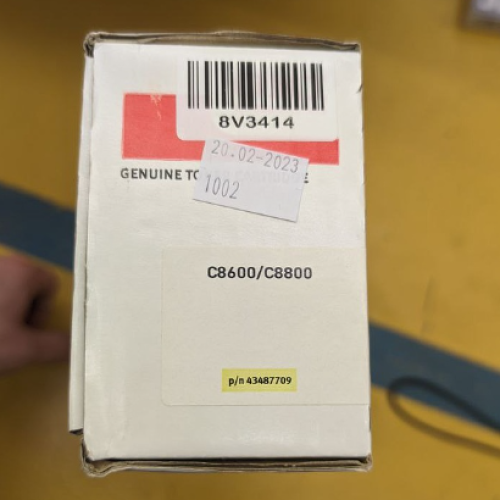 8V3414
20.02-2023
1002
GENUINE TO
C8600/C8800
p/n 43487709